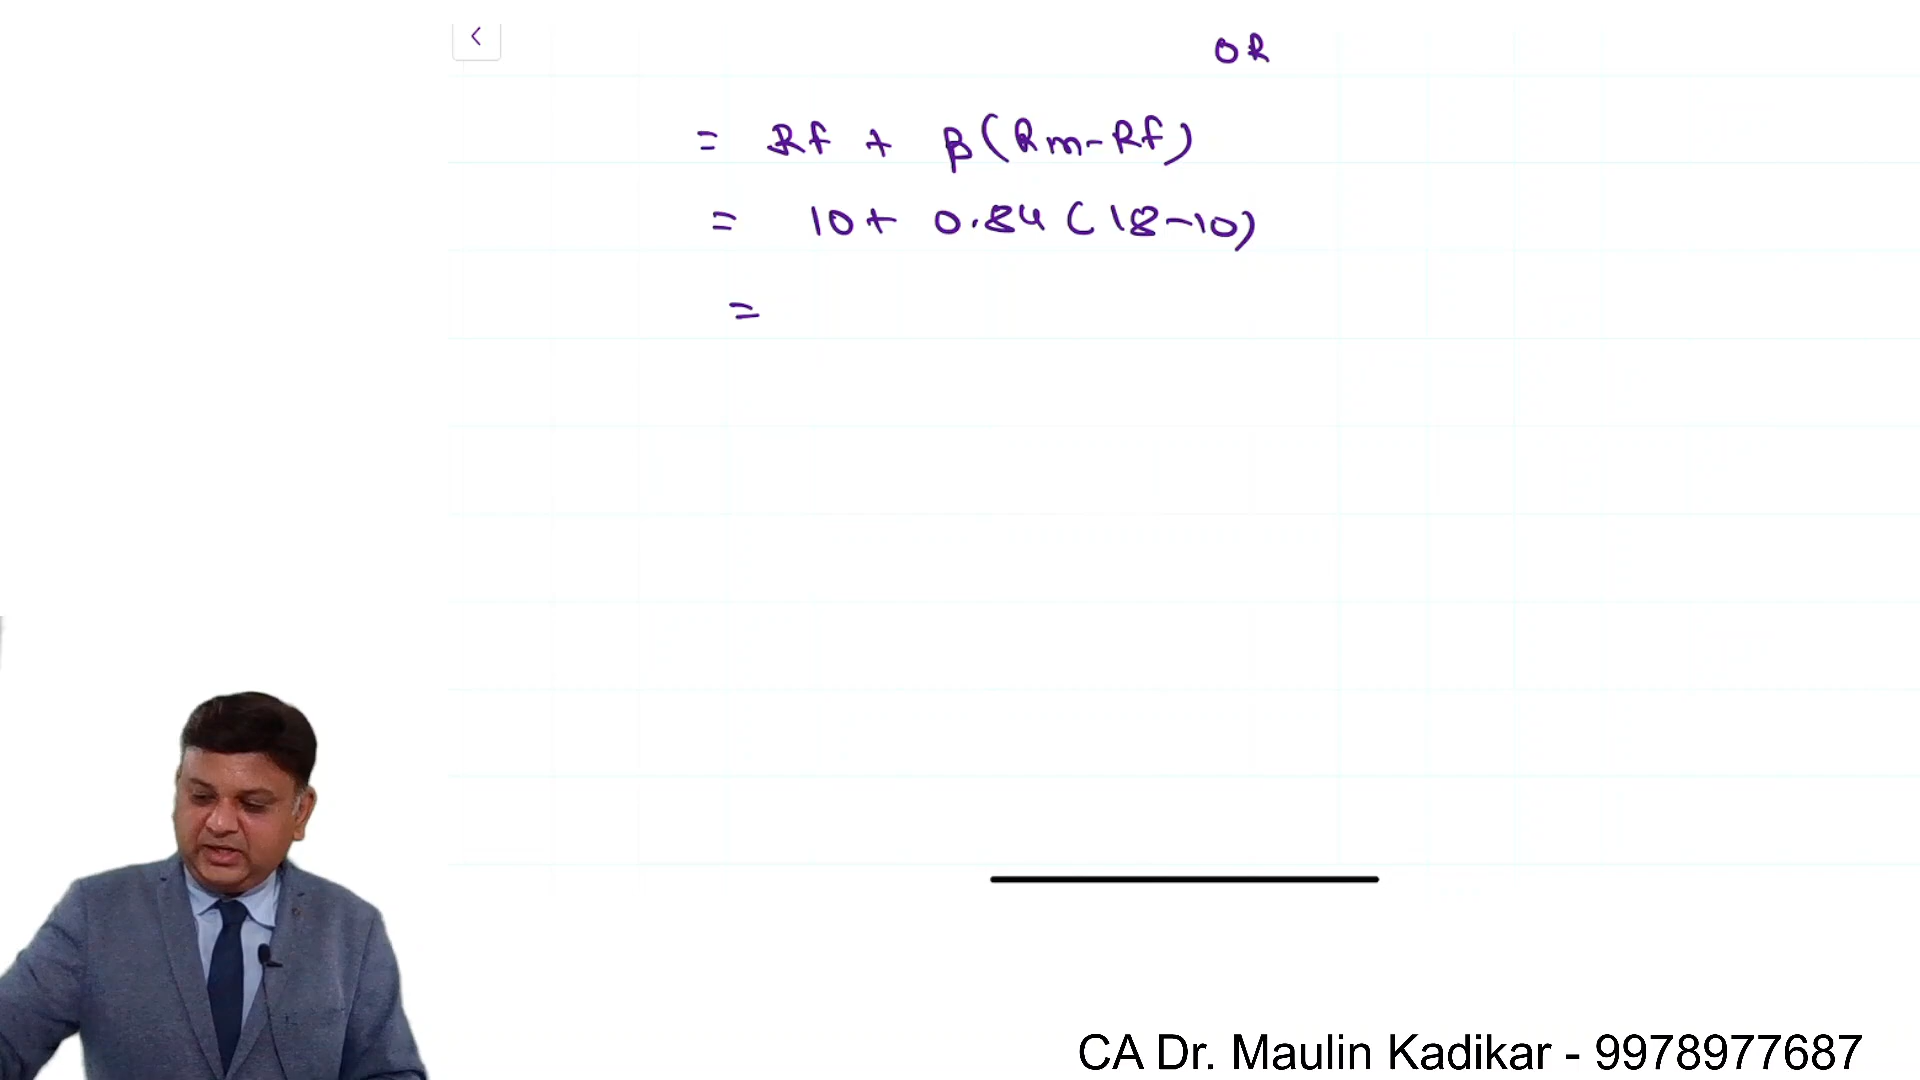 OR
= Rf + β(Rm-Rf)
= 10+ 0.84 (18-10)
=
CA Dr. Maulin Kadikar - 9978977687